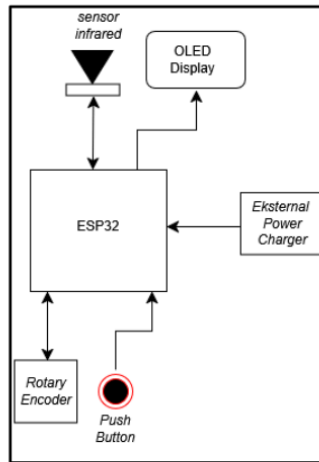 sensor
infrared
OLED
Display
ESP32
Eksternal
Power
Charger
Rotary
Encoder
Push
Button